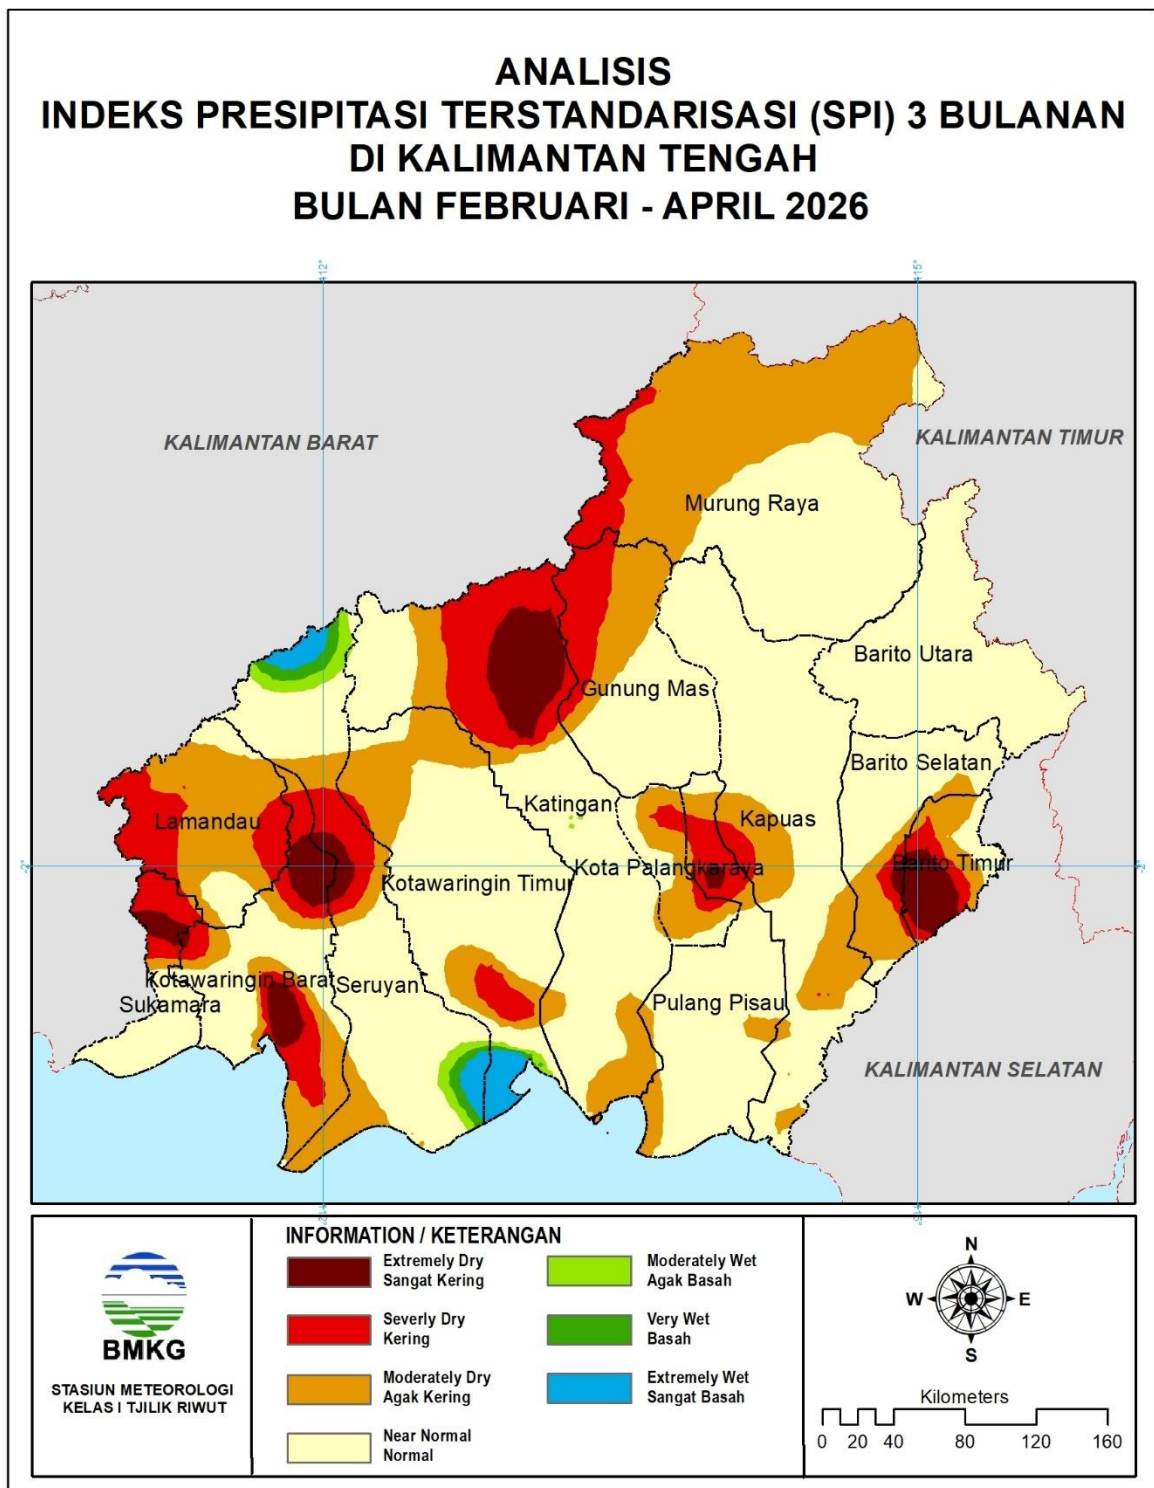 ANALISIS
INDEKS PRESIPITASI TERSTANDARISASI (SPI) 3 BULANAN
DI KALIMANTAN TENGAH
BULAN FEBRUARI - APRIL 2026
KALIMANTAN BARAT
KALIMANTAN TIMUR
Murung Raya
Barito Utara
Gunung Mas
Barito Selatan
Katingan
Lamandau
Kapuas
Kota Palangkaraya
Barito Timur
Kotawaringin Timur
Kotawaringin Barat
Seruyan
Sukamara
Pulang Pisau
KALIMANTAN SELATAN
INFORMATION / KETERANGAN
Extremely Dry
Sangat Kering
Severly Dry
Kering
Moderately Dry
Agak Kering
Near Normal
Normal
Moderately Wet
Agak Basah
Very Wet
Basah
Extremely Wet
Sangat Basah
BMKG
STASIUN METEOROLOGI
KELAS I TJILIK RIWUT
N
W E
S
Kilometers
0 20 40 80 120 160